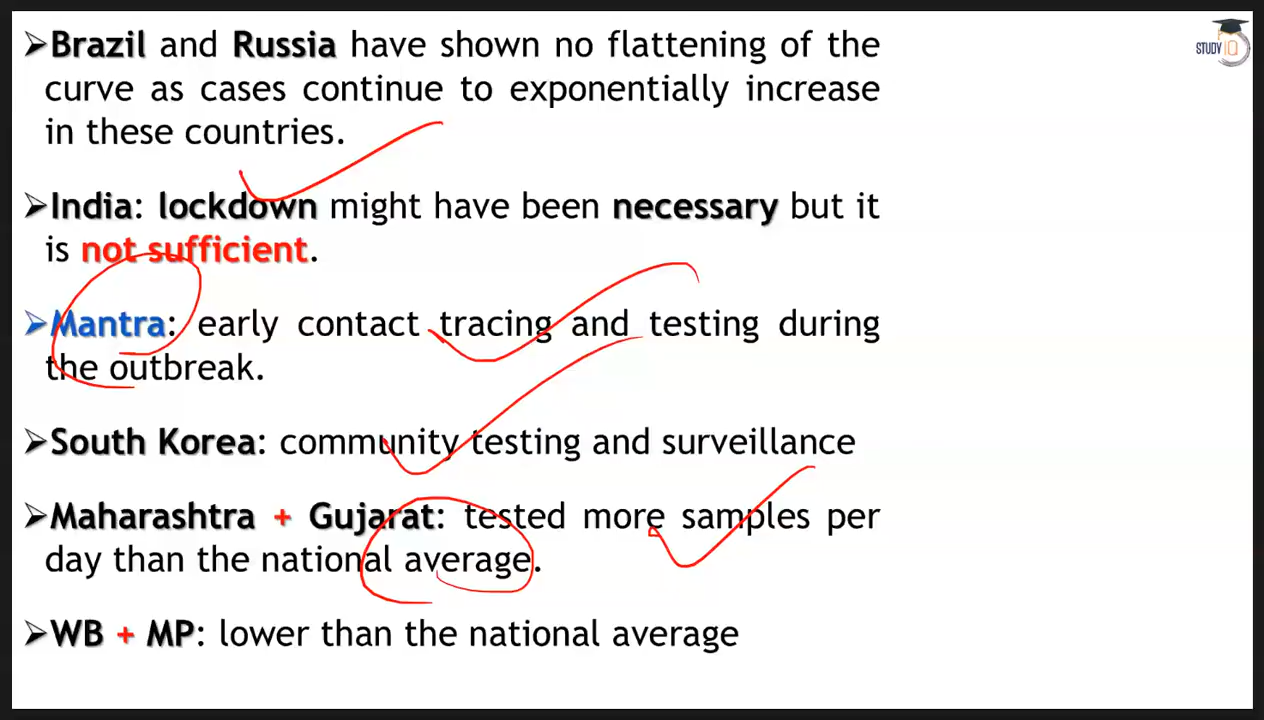 ➢Brazil and Russia have shown no flattening of the
curve as cases continue to exponentially increase
in these countries.
➢India: lockdown might have been necessary but it
is not sufficient.
➢Mantra: early contact tracing and testing during
the outbreak.
➢South Korea: community testing and surveillance
➢Maharashtra + Gujarat: tested more samples per
day than the national average.
➢WB + MP: lower than the national average
STUDY IQ